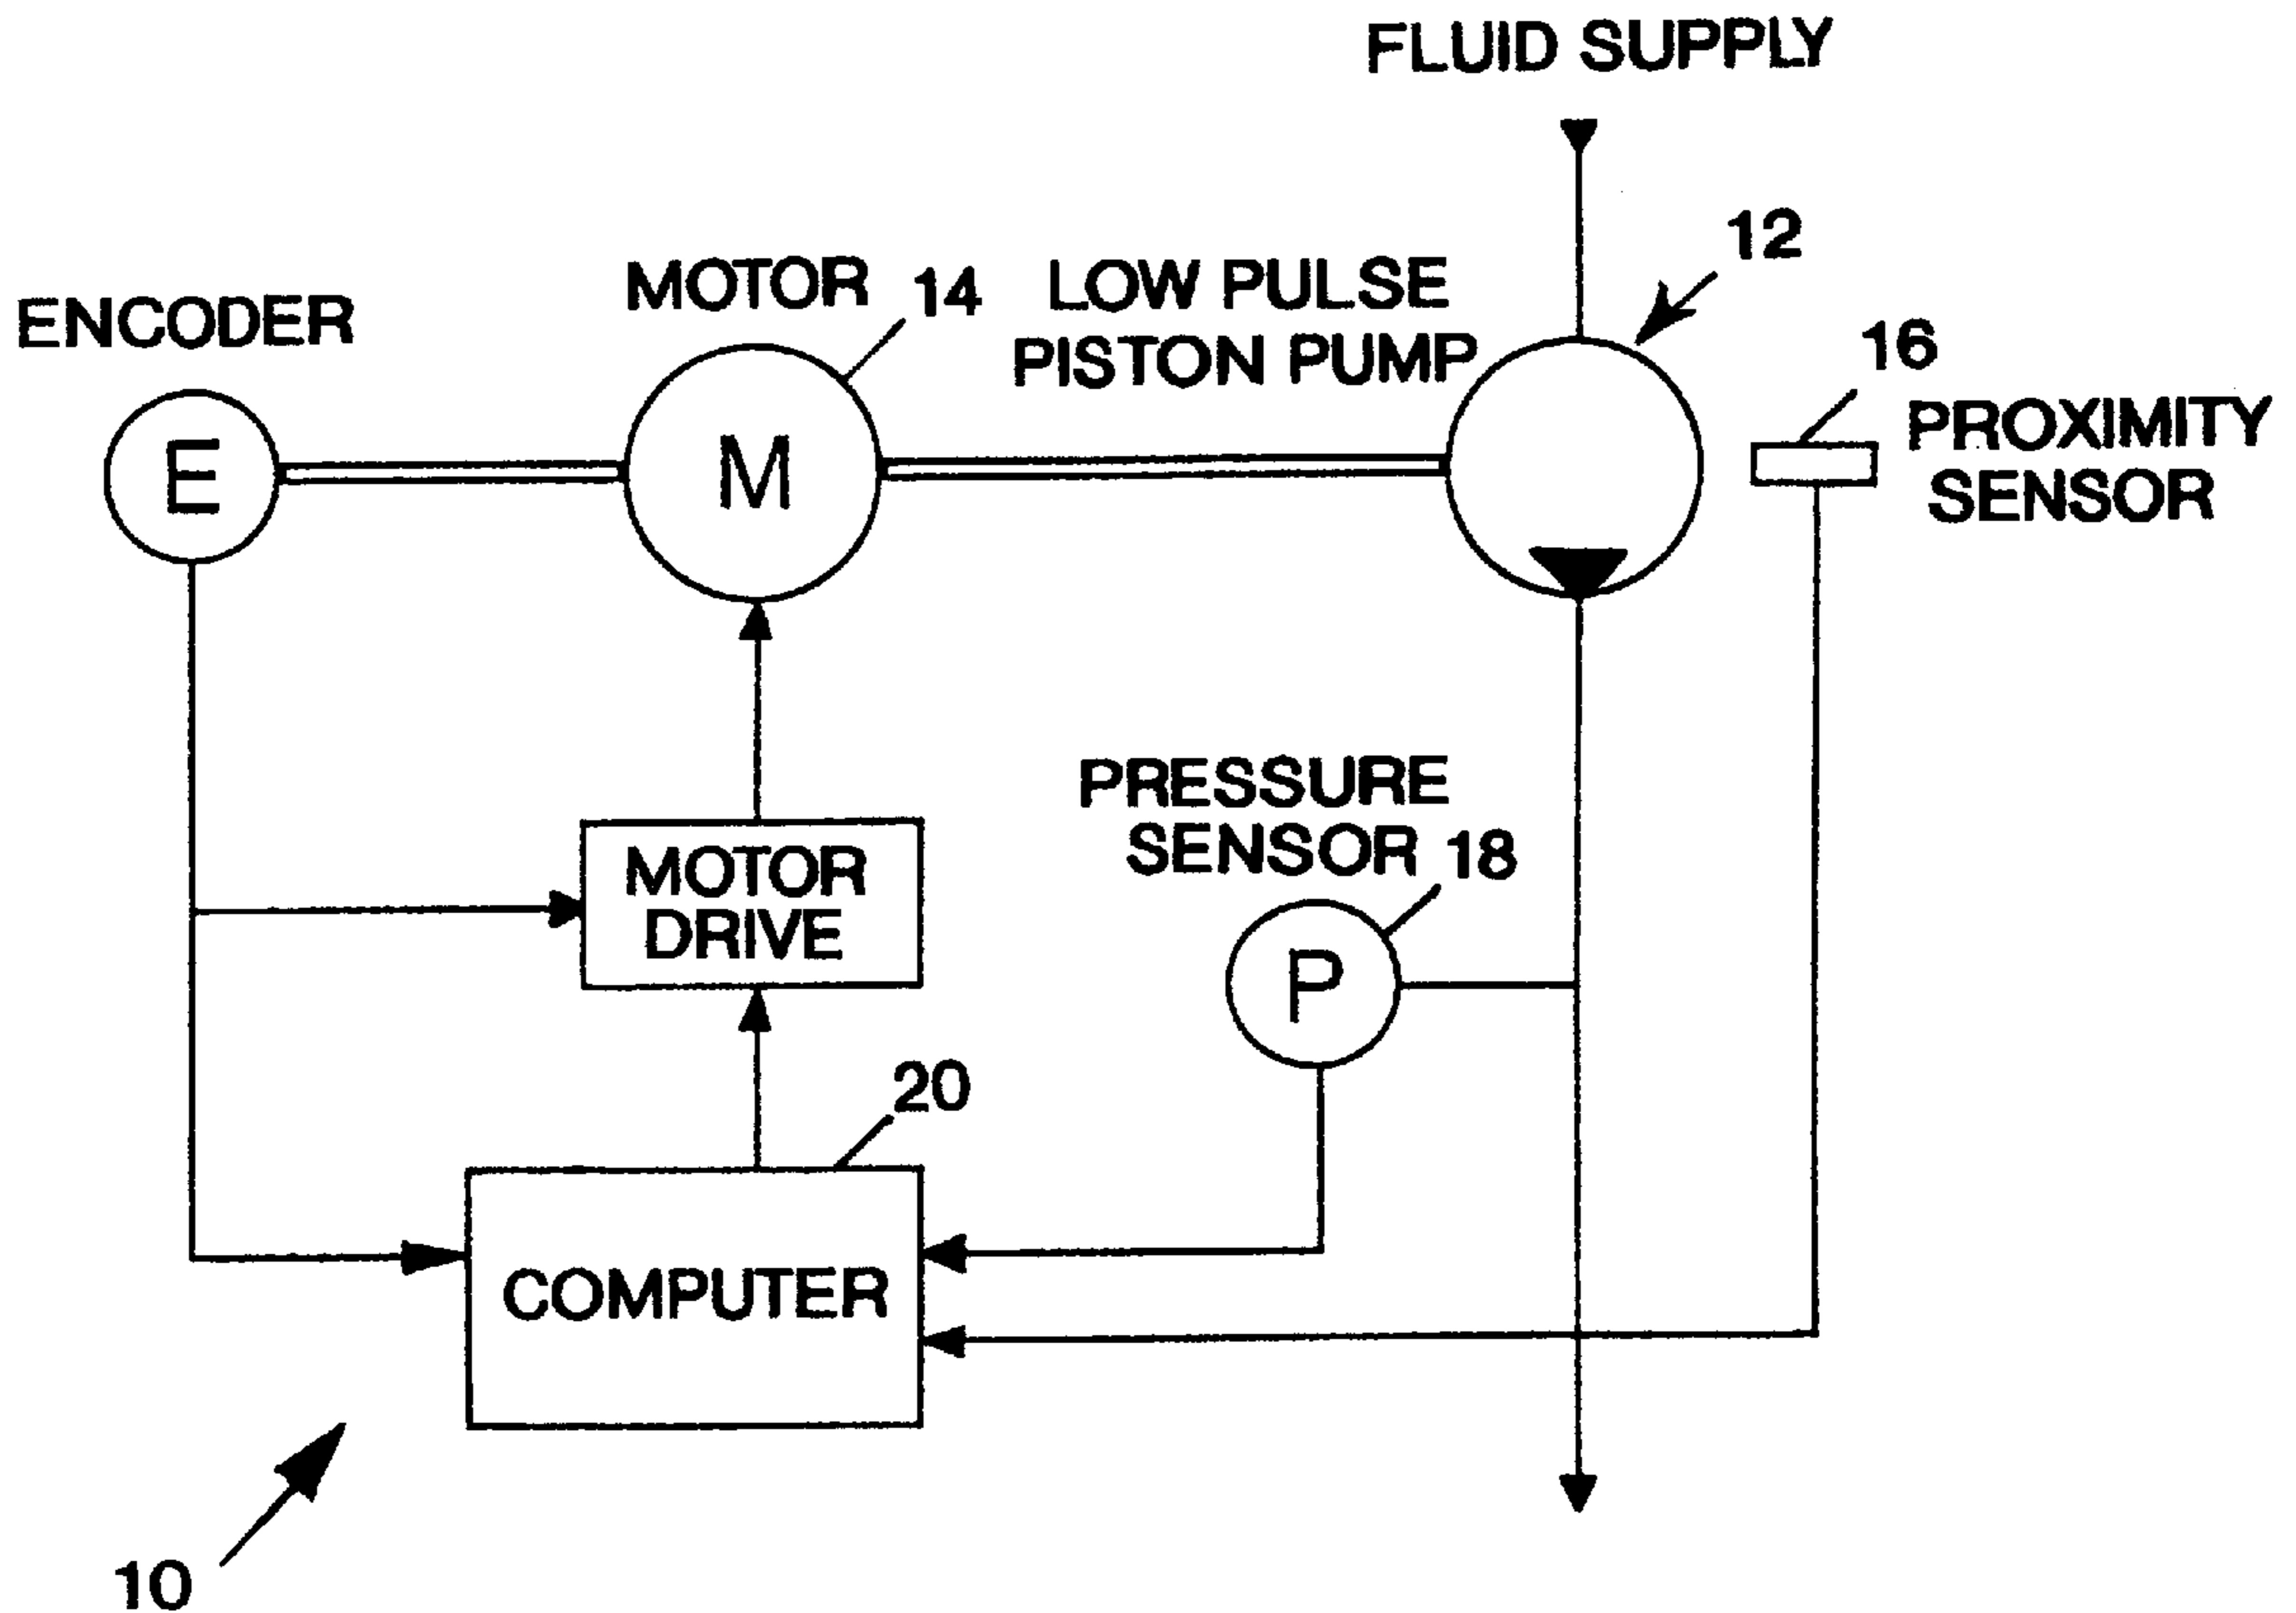 FLUID SUPPLY
12
MOTOR 14
LOW PULSE
PISTON PUMP
ENCODER
16
PROXIMITY
SENSOR
E
M
PRESSURE
SENSOR 18
MOTOR
DRIVE
P
20
COMPUTER
10